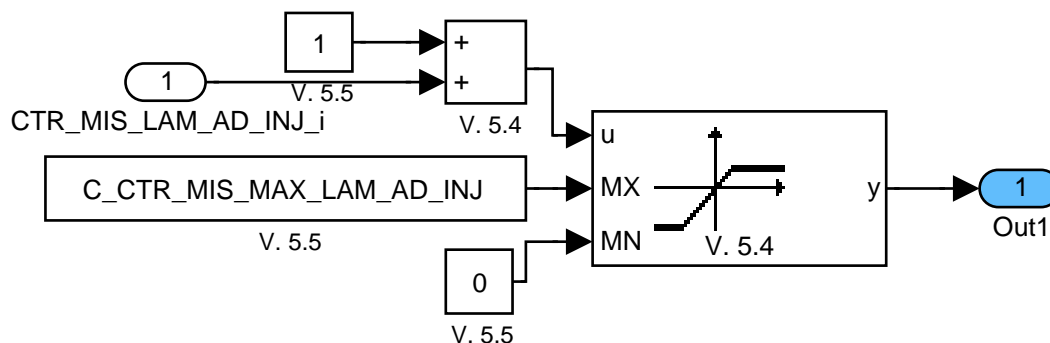 1
+
1
+
V. 5.5
CTR_MIS_LAM_AD_INJ_i
V. 5.4
u
C_CTR_MIS_MAX_LAM_AD_INJ
MX
y
1
V. 5.5
MN
V. 5.4
Out1
0
V. 5.5